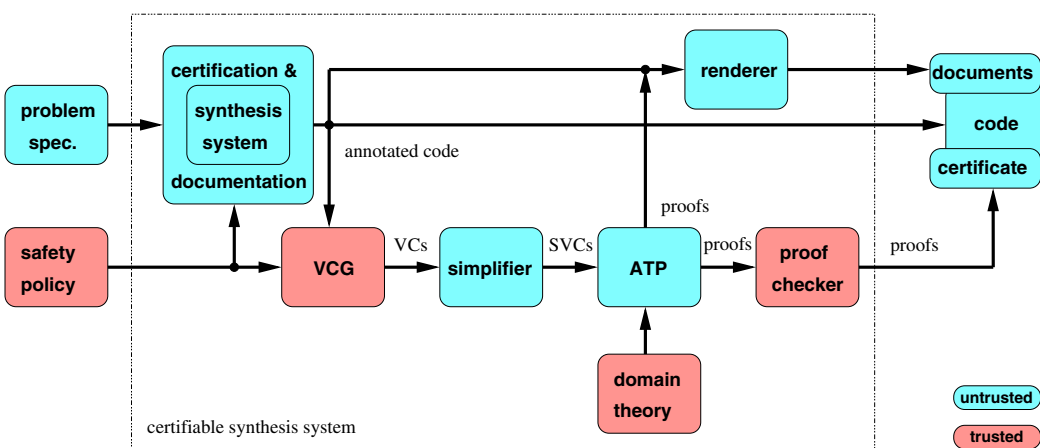 certification &
synthesis
system
documentation
problem
spec.
renderer
documents
code
certificate
annotated code
safety
policy
VCG
VCs
simplifier
SVCs
ATP
proofs
proofs
proof
checker
proofs
domain
theory
certifiable synthesis system
untrusted
trusted